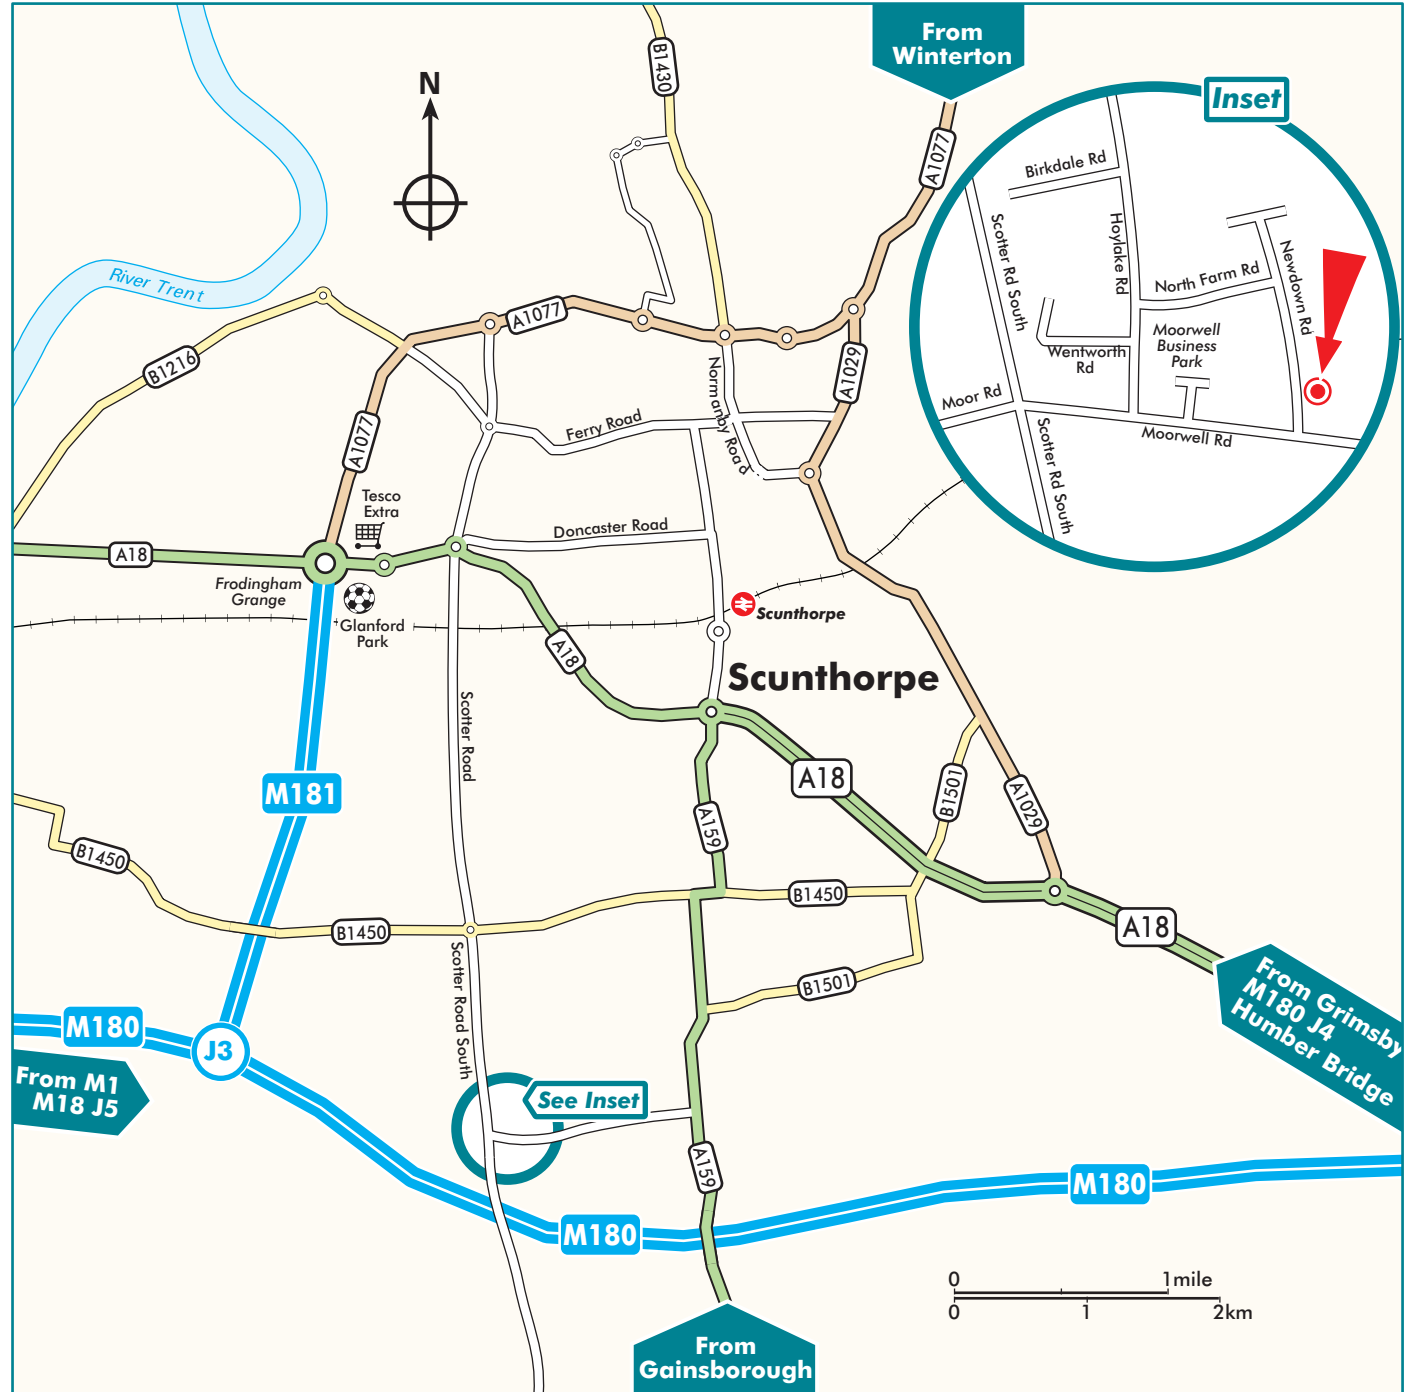 From
Winterton
Inset
B1430
N
A1077
Birkdale Rd
Scotter Rd South
Hoylake Rd
Newdown Rd
North Farm Rd
River Trent
A1077
Moorwell
Business
Park
Wentworth
Rd
B1216
A1029
Normanby Road
Moor Rd
Ferry Road
Moorwell Rd
Scotter Rd South
A1077
Tesco
Extra
Doncaster Road
A18
Frodingham
Grange
Glanford
Park
Scunthorpe
A18
Scunthorpe
Scotter Road
M181
A18
B1501
A1029
A159
B1450
B1450
B1450
A18
Scotter Road South
B1501
From Grimsby
M180 J4
Humber Bridge
M180
J3
From M1
M18 J5
See Inset
A159
M180
M180
0
1mile
0
1
2km
From
Gainsborough